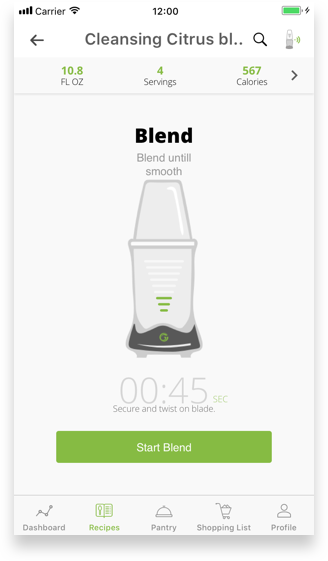 Carrier 12:00
Cleansing Citrus bl..
10.8 4 567
FL OZ Servings Calories
Blend
Blend untill
smooth
G
00:45 SEC
Secure and twist on blade.
Start Blend
Dashboard Recipes Pantry Shopping List Profile